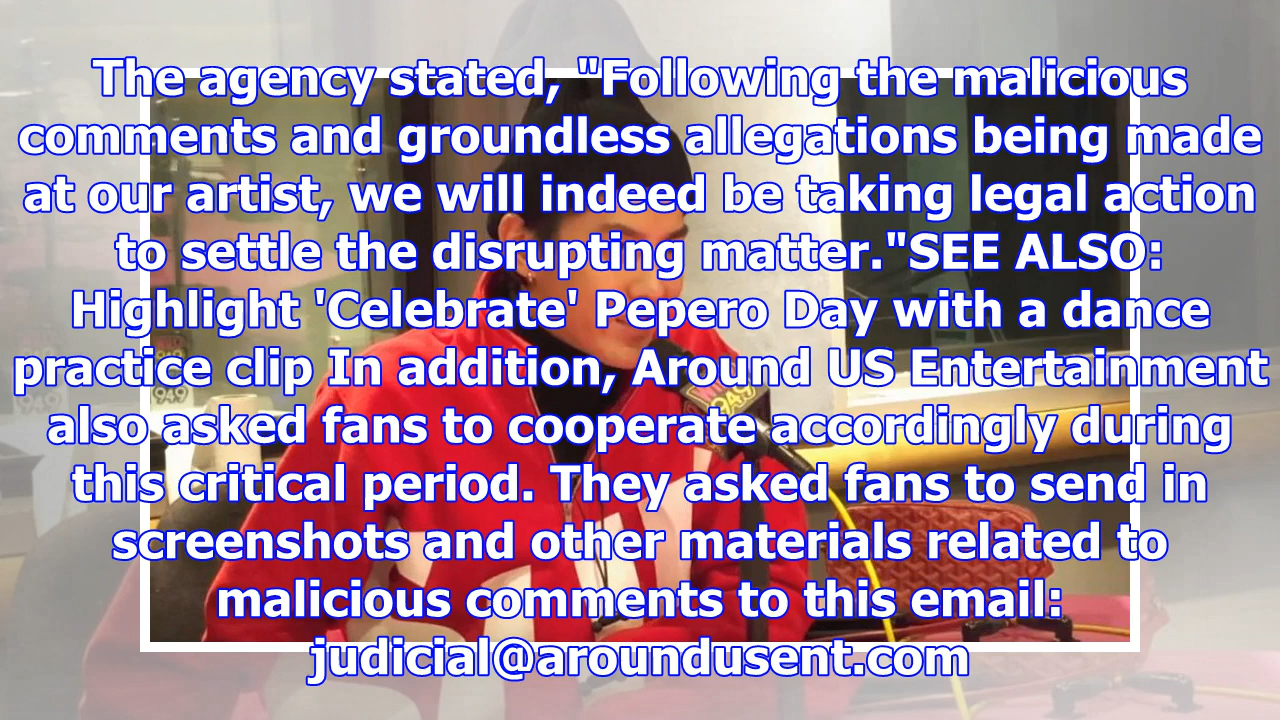 The agency stated, "Following the malicious
comments and groundless allegations being made
at our artist, we will indeed be taking legal action
to settle the disrupting matter."SEE ALSO:
Highlight 'Celebrate' Pepero Day with a dance
practice clip In addition, Around US Entertainment
also asked fans to cooperate accordingly during
this critical period. They asked fans to send in
screenshots and other materials related to
malicious comments to this email:
judicial@aroundusent.com
949
949
949